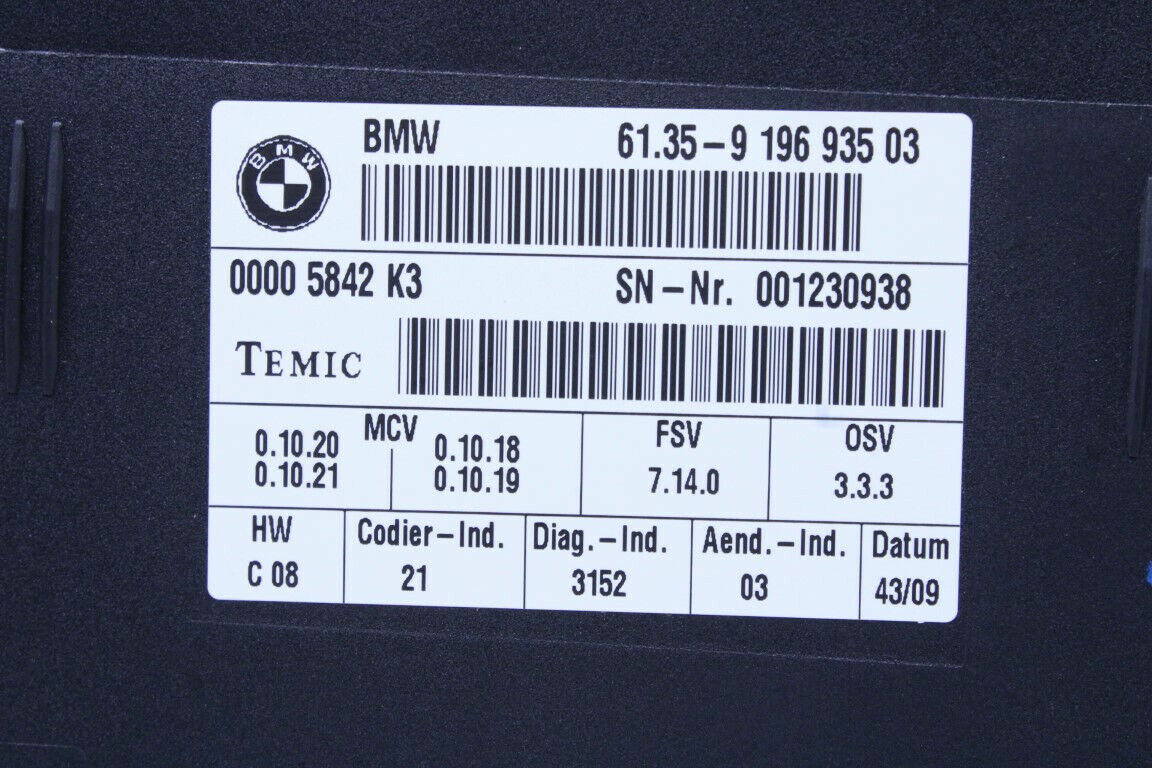 BMW
BMW 61.35-9 196 935 03
0000 5842 K3 SN-Nr. 001230938
TEMIC
MCV FSV OSV
0.10.20 0.10.18 7.14.0 3.3.3
0.10.21 0.10.19
HW Codier-Ind. Diag.-Ind. Aend.-Ind. Datum
C 08 21 3152 03 43/09